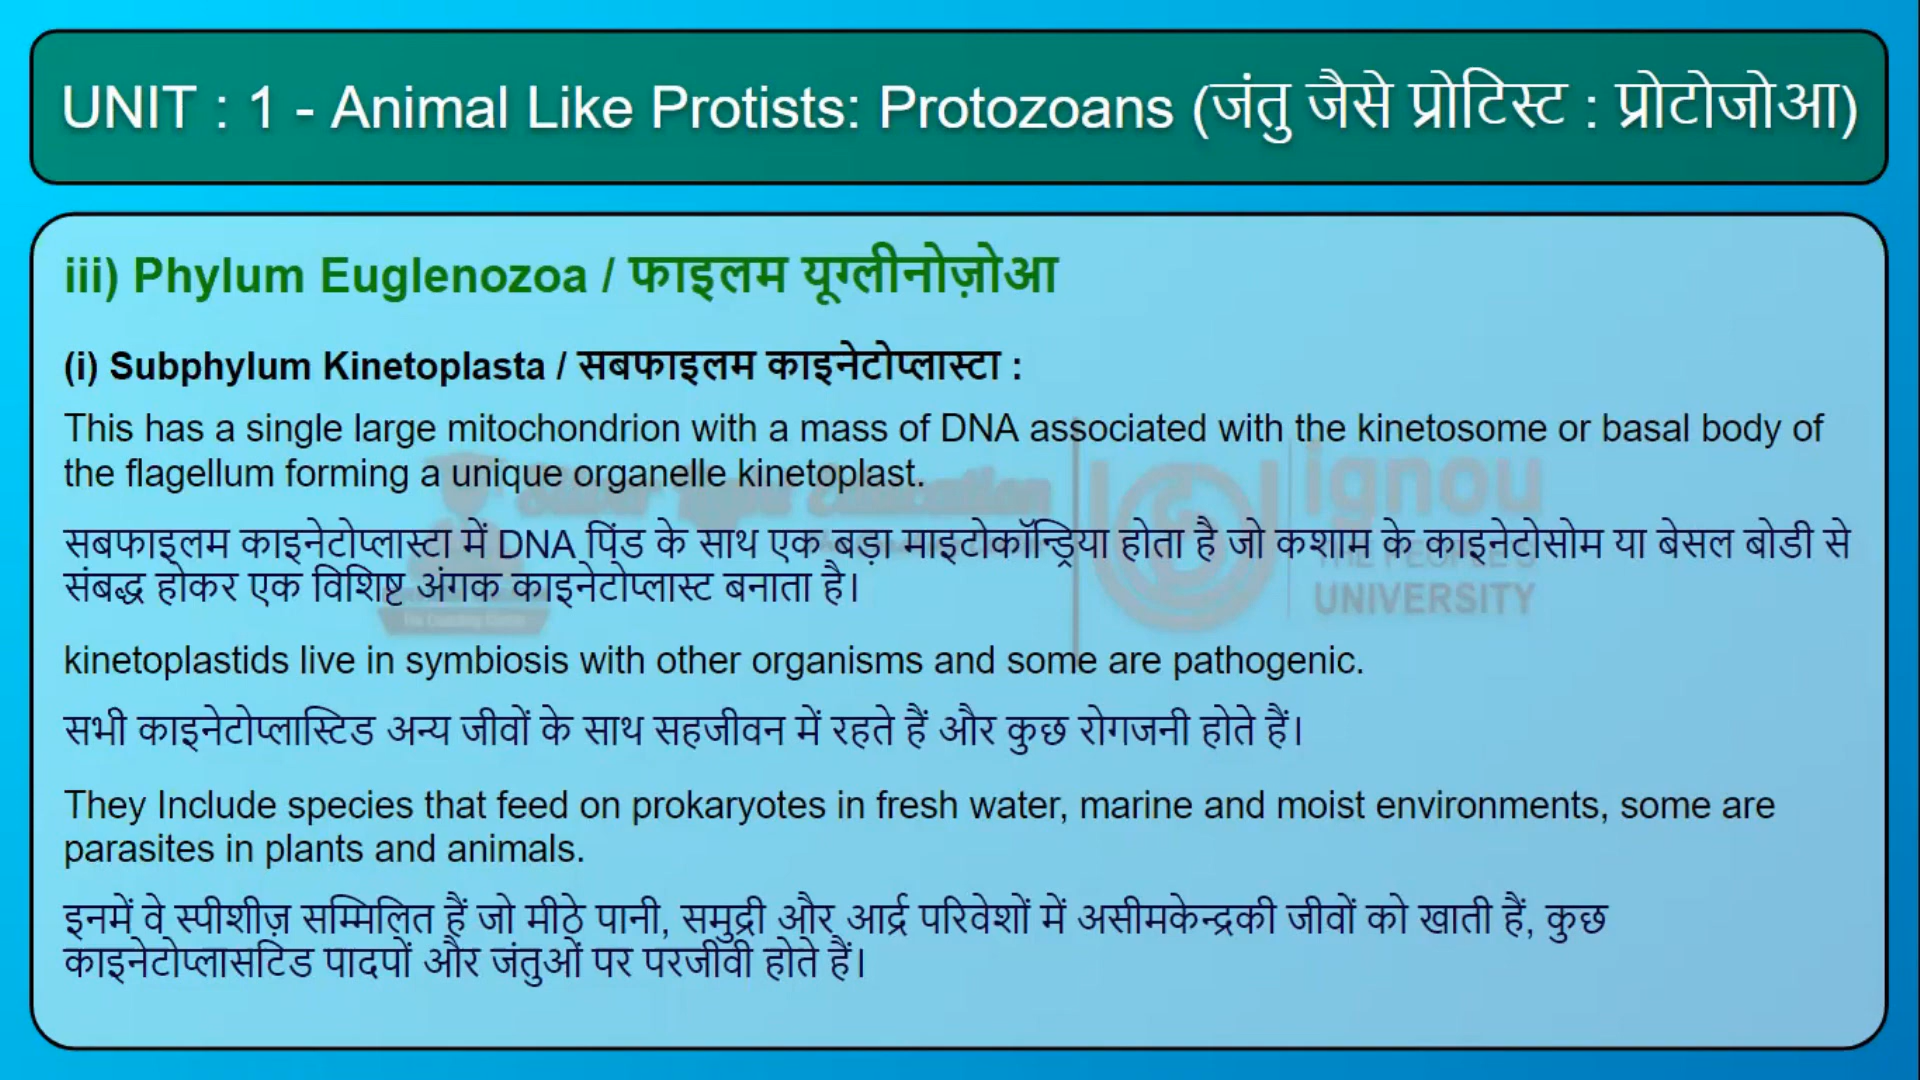 UNIT : 1 - Animal Like Protists: Protozoans (जंतु जैसे प्रोटिस्ट : प्रोटोजोआ)
iii) Phylum Euglenozoa / फाइलम यूग्लीनोज़ोआ
(i) Subphylum Kinetoplasta / सबफाइलम काइनेटोप्लास्टा :
This has a single large mitochondrion with a mass of DNA associated with the kinetosome or basal body of
the flagellum forming a unique organelle kinetoplast.
सबफाइलम काइनेटोप्लास्टा में DNA पिंड के साथ एक बड़ा माइटोकॉन्ड्रिया होता है जो कशाम के काइनेटोसोम या बेसल बोडी से
संबद्ध होकर एक विशिष्ट अंगक काइनेटोप्लास्ट बनाता है।
kinetoplastids live in symbiosis with other organisms and some are pathogenic.
सभी काइनेटोप्लास्टिड अन्य जीवों के साथ सहजीवन में रहते हैं और कुछ रोगजनी होते हैं।
They Include species that feed on prokaryotes in fresh water, marine and moist environments, some are
parasites in plants and animals.
इनमें वे स्पीशीज़ सम्मिलित हैं जो मीठे पानी, समुद्री और आर्द्र परिवेशों में असीमकेन्द्रकी जीवों को खाती हैं, कुछ
काइनेटोप्लासटिड पादपों और जंतुओं पर परजीवी होते हैं।
ignou
THE PEOPLE'S
UNIVERSITY